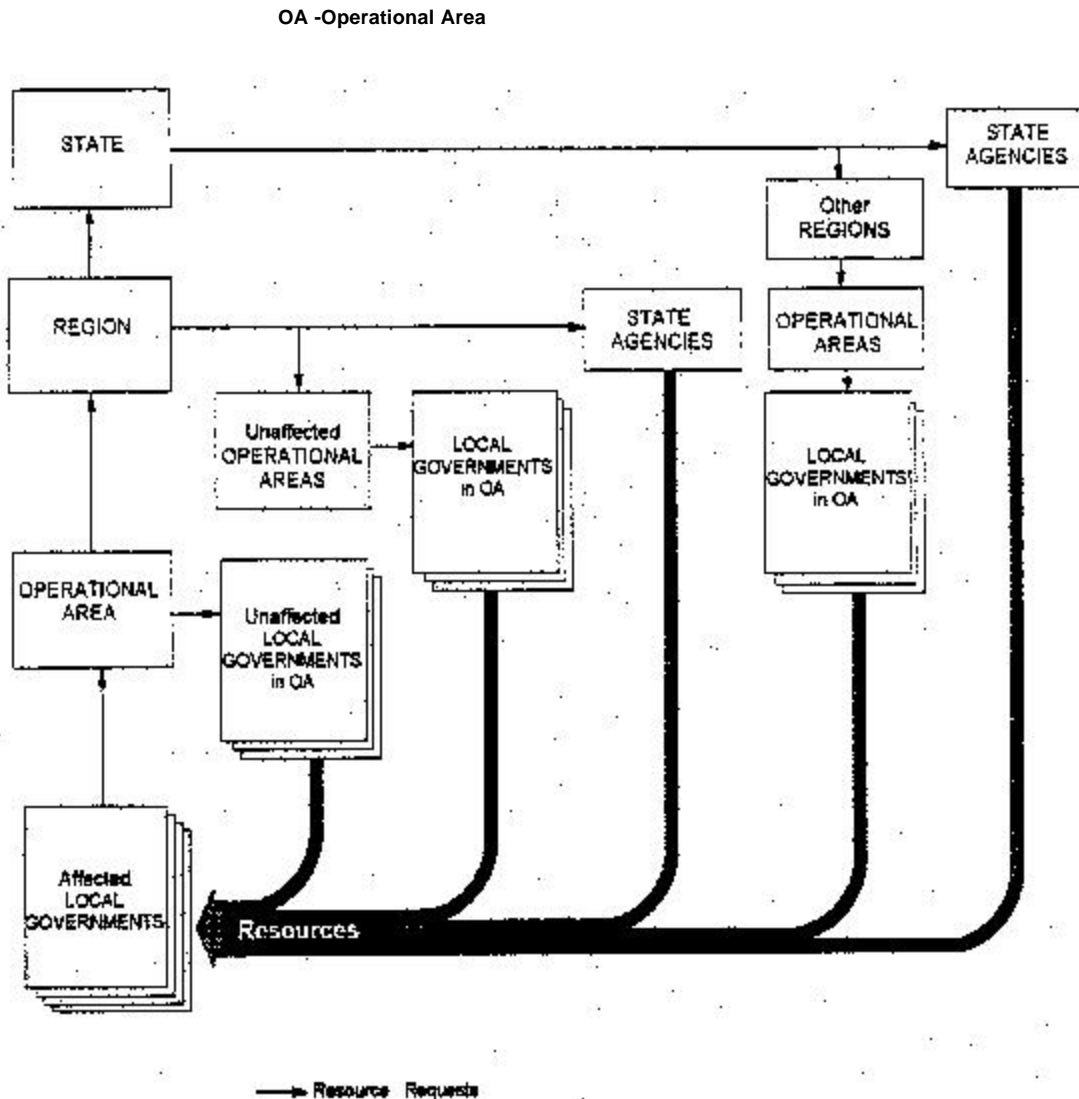 OA -Operational Area
STATE
STATE
AGENCIES
Other
REGIONS
REGION
STATE
AGENCIES
OPERATIONAL
AREAS
Unaffected
OPERATIONAL
AREAS
LOCAL
GOVERNMENTS
in OA
LOCAL
GOVERNMENTS
in OA
OPERATIONAL
AREA
Unaffected
LOCAL
GOVERNMENTS
in OA
Affected
LOCAL
GOVERNMENTS
Resources
Resource Requests